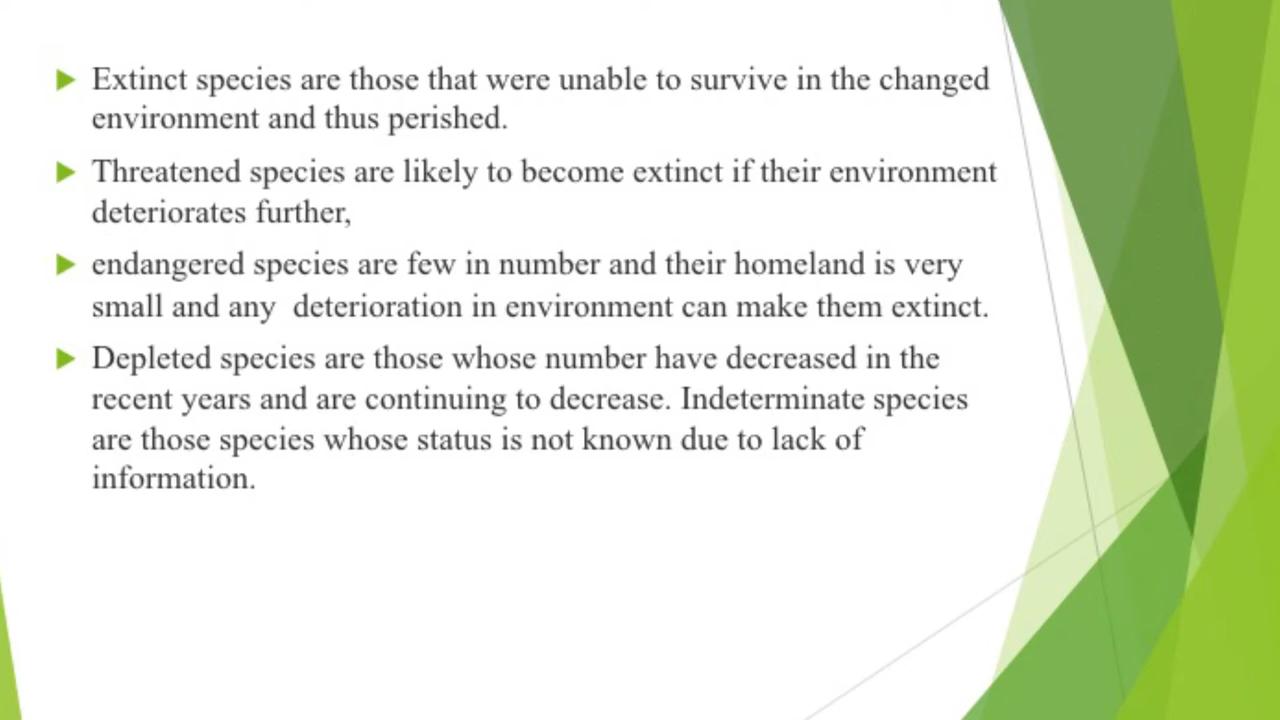 Extinct species are those that were unable to survive in the changed
environment and thus perished.
Threatened species are likely to become extinct if their environment
deteriorates further,
endangered species are few in number and their homeland is very
small and any  deterioration in environment can make them extinct.
Depleted species are those whose number have decreased in the
recent years and are continuing to decrease. Indeterminate species
are those species whose status is not known due to lack of
information.